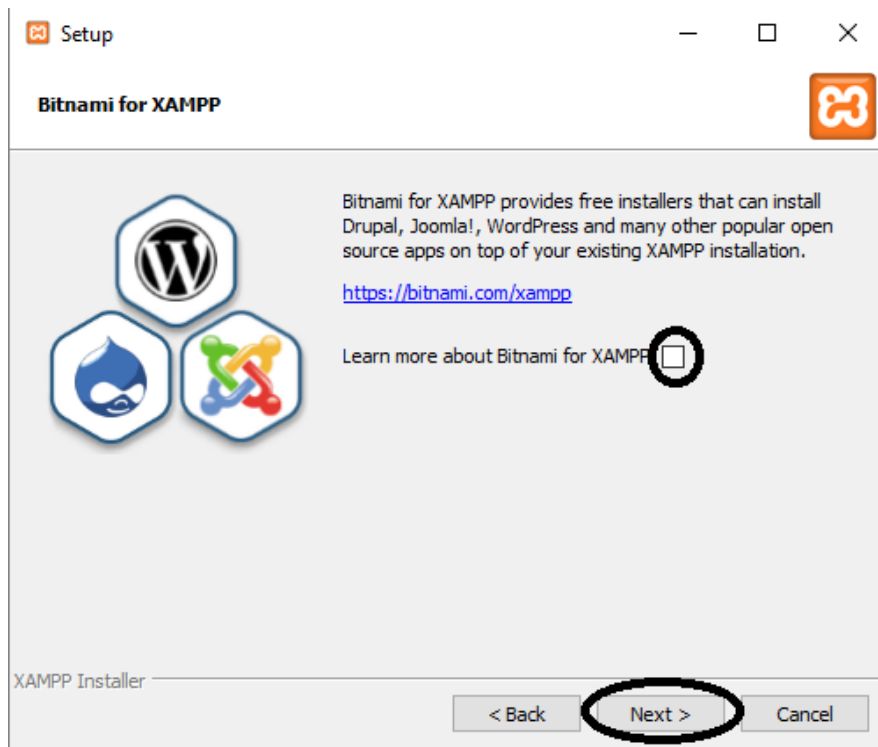 Setup
Bitnami for XAMPP
Bitnami for XAMPP provides free installers that can install
Drupal, Joomla!, WordPress and many other popular open
source apps on top of your existing XAMPP installation.
https://bitnami.com/xampp
Learn more about Bitnami for XAMPP
XAMPP Installer
< Back
Next >
Cancel